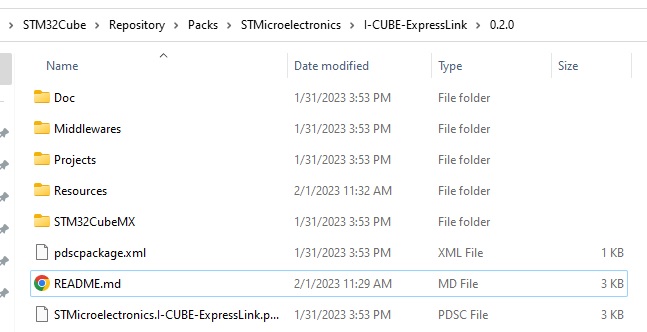 STM32Cube > Repository > Packs > STMicroelectronics > I-CUBE-ExpressLink > 0.2.0
Name Date modified Type Size
Doc 1/31/2023 3:53 PM File folder
Middlewares 1/31/2023 3:53 PM File folder
Projects 1/31/2023 3:53 PM File folder
Resources 2/1/2023 11:32 AM File folder
STM32CubeMX 1/31/2023 3:53 PM File folder
pdscpackage.xml 1/31/2023 3:53 PM XML File 1 KB
README.md 2/1/2023 11:29 AM MD File 3 KB
STMicroelectronics.I-CUBE-ExpressLink.p... 1/31/2023 3:53 PM PDSC File 3 KB